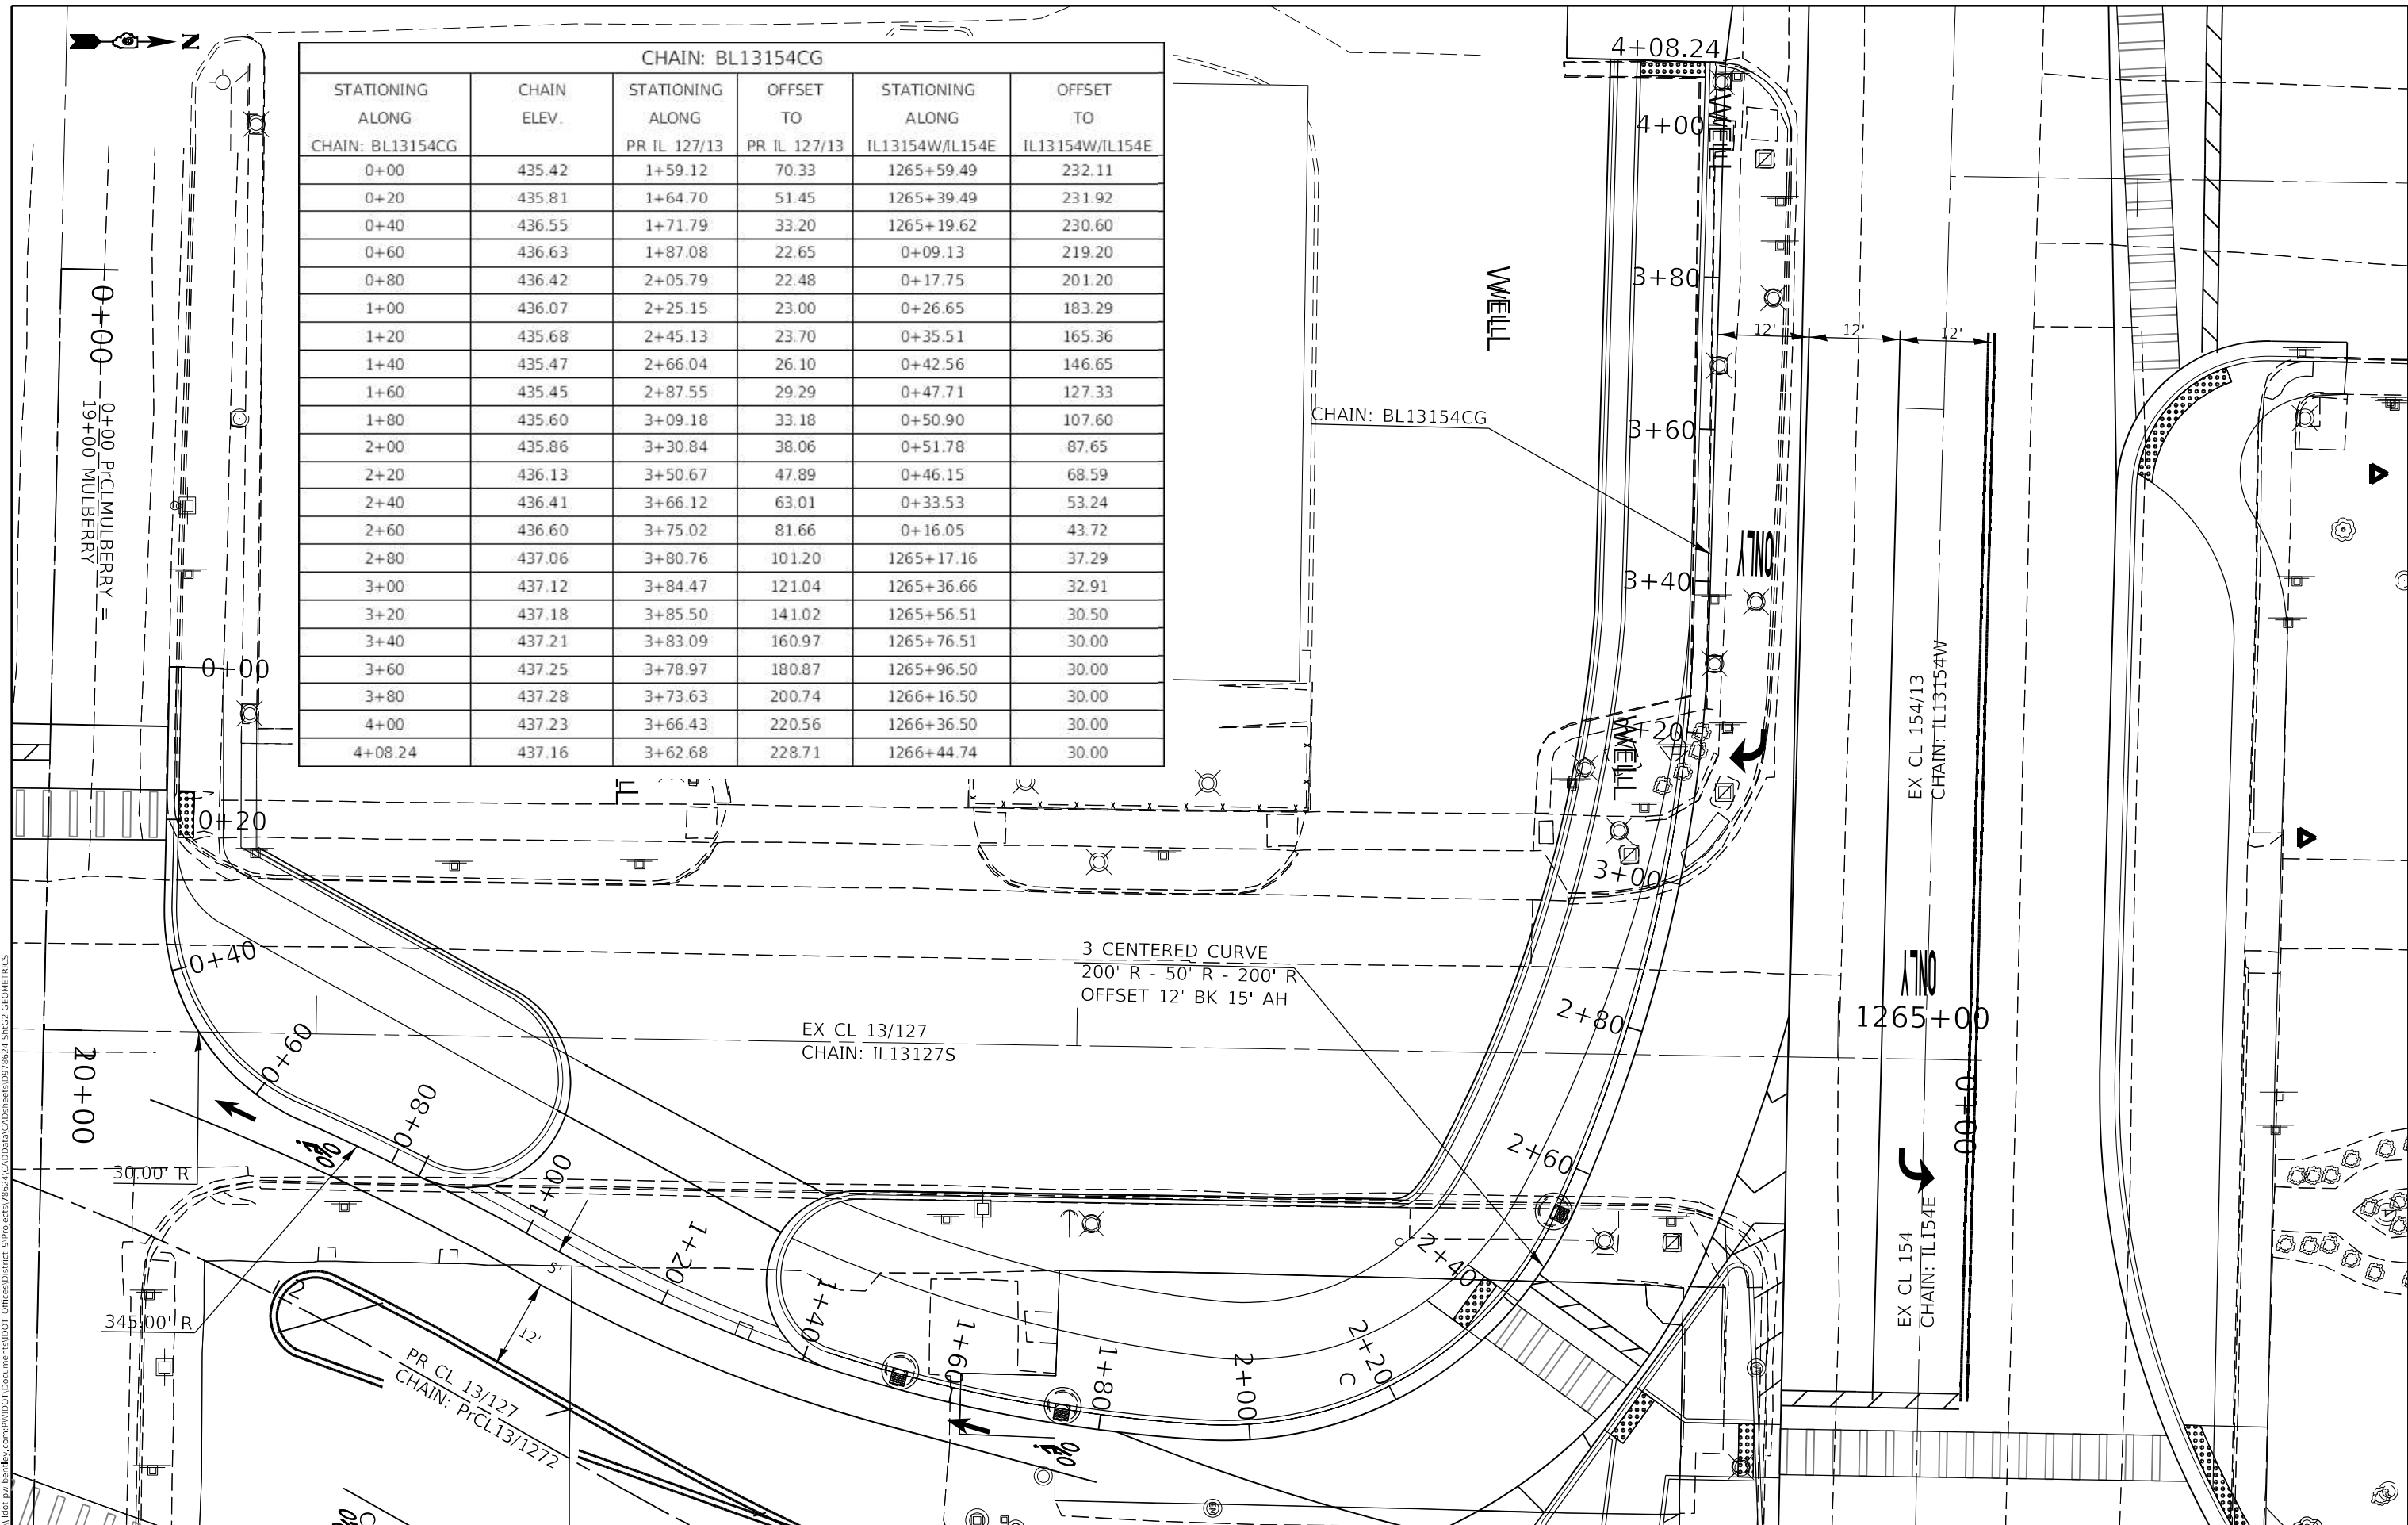 N
CHAIN: BL13154CG
STATIONING ALONG CHAIN: BL13154CG | CHAIN ELEV. | STATIONING ALONG PR IL 127/13 | OFFSET TO PR IL 127/13 | STATIONING ALONG IL13154W/IL154E | OFFSET TO IL13154W/IL154E
0+00 435.42 1+59.12 70.33 1265+59.49 232.11
0+20 435.81 1+64.70 51.45 1265+39.49 231.92
0+40 436.55 1+71.79 33.20 1265+19.62 230.60
0+60 436.63 1+87.08 22.65 0+09.13 219.20
0+80 436.42 2+05.79 22.48 0+17.75 201.20
1+00 436.07 2+25.15 23.00 0+26.65 183.29
1+20 435.68 2+45.13 23.70 0+35.51 165.36
1+40 435.47 2+66.04 26.10 0+42.56 146.65
1+60 435.45 2+87.55 29.29 0+47.71 127.33
1+80 435.60 3+09.18 33.18 0+50.90 107.60
2+00 435.86 3+30.84 38.06 0+51.78 87.65
2+20 436.13 3+50.67 47.89 0+46.15 68.59
2+40 436.41 3+66.12 63.01 0+33.53 53.24
2+60 436.60 3+75.02 81.66 0+16.05 43.72
2+80 437.06 3+80.76 101.20 1265+17.16 37.29
3+00 437.12 3+84.47 121.04 1265+36.66 32.91
3+20 437.18 3+85.50 141.02 1265+56.51 30.50
3+40 437.21 3+83.09 160.97 1265+76.51 30.00
3+60 437.25 3+78.97 180.87 1265+96.50 30.00
3+80 437.28 3+73.63 200.74 1266+16.50 30.00
4+00 437.23 3+66.43 220.56 1266+36.50 30.00
4+08.24 437.16 3+62.68 228.71 1266+44.74 30.00
4+08.24
4+00
3+80
3+60
3+40
3+20
3+00
2+80
2+60
2+40
2+20
2+00
1+80
1+60
1+40
1+20
1+00
0+80
0+60
0+40
0+20
0+00
0+00
0+00 PrCLMULBERRY =
19+00 MULBERRY
20+00
WELL
WELL
WELL
12'
12'
12'
CHAIN: BL13154CG
ONLY
EX CL 154/13
CHAIN: IL13154W
ONLY
1265+00
0+00
EX CL 154
CHAIN: IL154E
3 CENTERED CURVE
200' R - 50' R - 200' R
OFFSET 12' BK 15' AH
EX CL 13/127
CHAIN: IL13127S
30.00' R
345.00' R
5'
12'
2
C
PR CL 13/127
CHAIN: PrCL13/1272